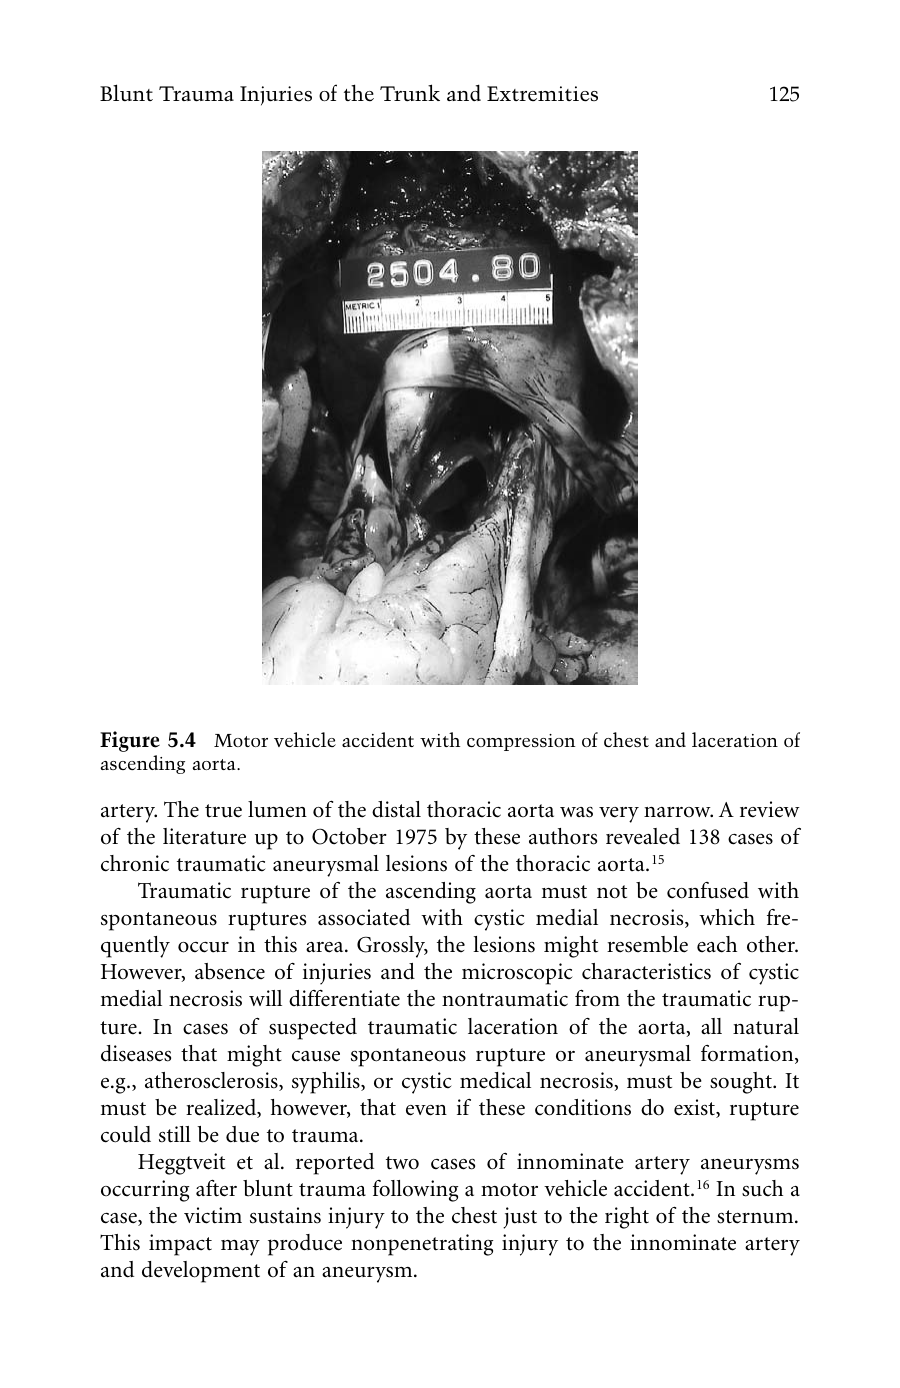 Blunt Trauma Injuries of the Trunk and Extremities 125
2504.80
METRIC 1 2 3 4 5
Figure 5.4 Motor vehicle accident with compression of chest and laceration of
ascending aorta.
artery. The true lumen of the distal thoracic aorta was very narrow. A review
of the literature up to October 1975 by these authors revealed 138 cases of
chronic traumatic aneurysmal lesions of the thoracic aorta.15
Traumatic rupture of the ascending aorta must not be confused with
spontaneous ruptures associated with cystic medial necrosis, which fre-
quently occur in this area. Grossly, the lesions might resemble each other.
However, absence of injuries and the microscopic characteristics of cystic
medial necrosis will differentiate the nontraumatic from the traumatic rup-
ture. In cases of suspected traumatic laceration of the aorta, all natural
diseases that might cause spontaneous rupture or aneurysmal formation,
e.g., atherosclerosis, syphilis, or cystic medical necrosis, must be sought. It
must be realized, however, that even if these conditions do exist, rupture
could still be due to trauma.
Heggtveit et al. reported two cases of innominate artery aneurysms
occurring after blunt trauma following a motor vehicle accident.16 In such a
case, the victim sustains injury to the chest just to the right of the sternum.
This impact may produce nonpenetrating injury to the innominate artery
and development of an aneurysm.